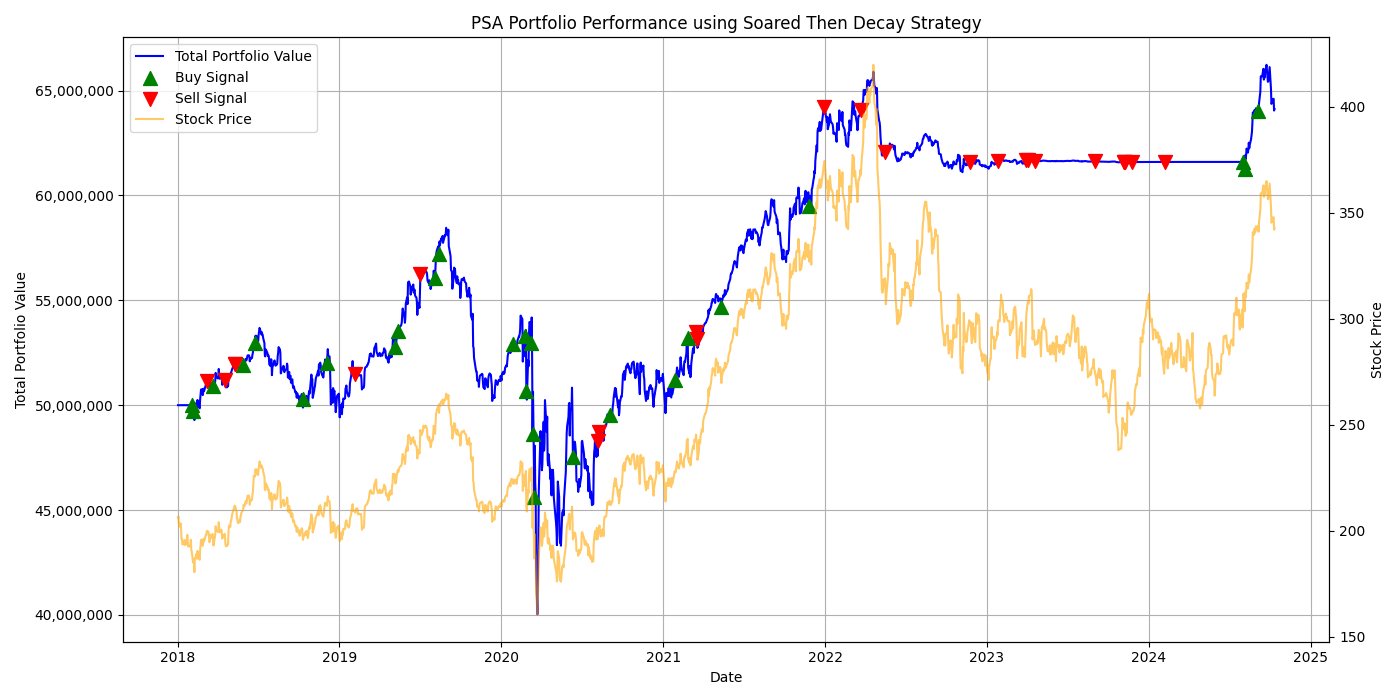 PSA Portfolio Performance using Soared Then Decay Strategy
Total Portfolio Value
Buy Signal
Sell Signal
Stock Price
65,000,000
60,000,000
55,000,000
50,000,000
45,000,000
40,000,000
Total Portfolio Value
400
350
300
250
200
150
Stock Price
2018
2019
2020
2021
2022
2023
2024
2025
Date